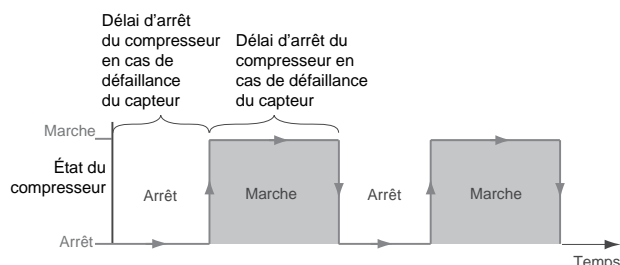 Délai d'arrêt
du compresseur
en cas de
défaillance
du capteur
Délai d'arrêt du
compresseur en
cas de défaillance
du capteur
Marche
État du
compresseur
Arrêt
Marche
Arrêt
Marche
Arrêt
Temps